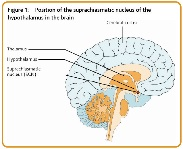 Figure 1. Position of the suprachiasmatic nucleus of the
hypothalamus in the brain
Cerebral cortex
Thalamus
Hypothalamus
Suprachiasmatic
nucleus (SCN)